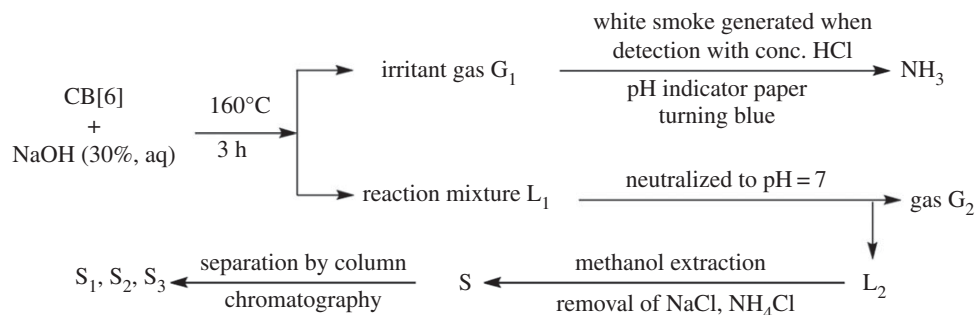 CB[6]
+
NaOH (30%, aq)
160°C
3 h
irritant gas G₁
white smoke generated when
detection with conc. HCl
pH indicator paper
turning blue
NH₃
reaction mixture L₁
neutralized to pH = 7
gas G₂
L₂
methanol extraction
removal of NaCl, NH₄Cl
S
separation by column
chromatography
S₁, S₂, S₃